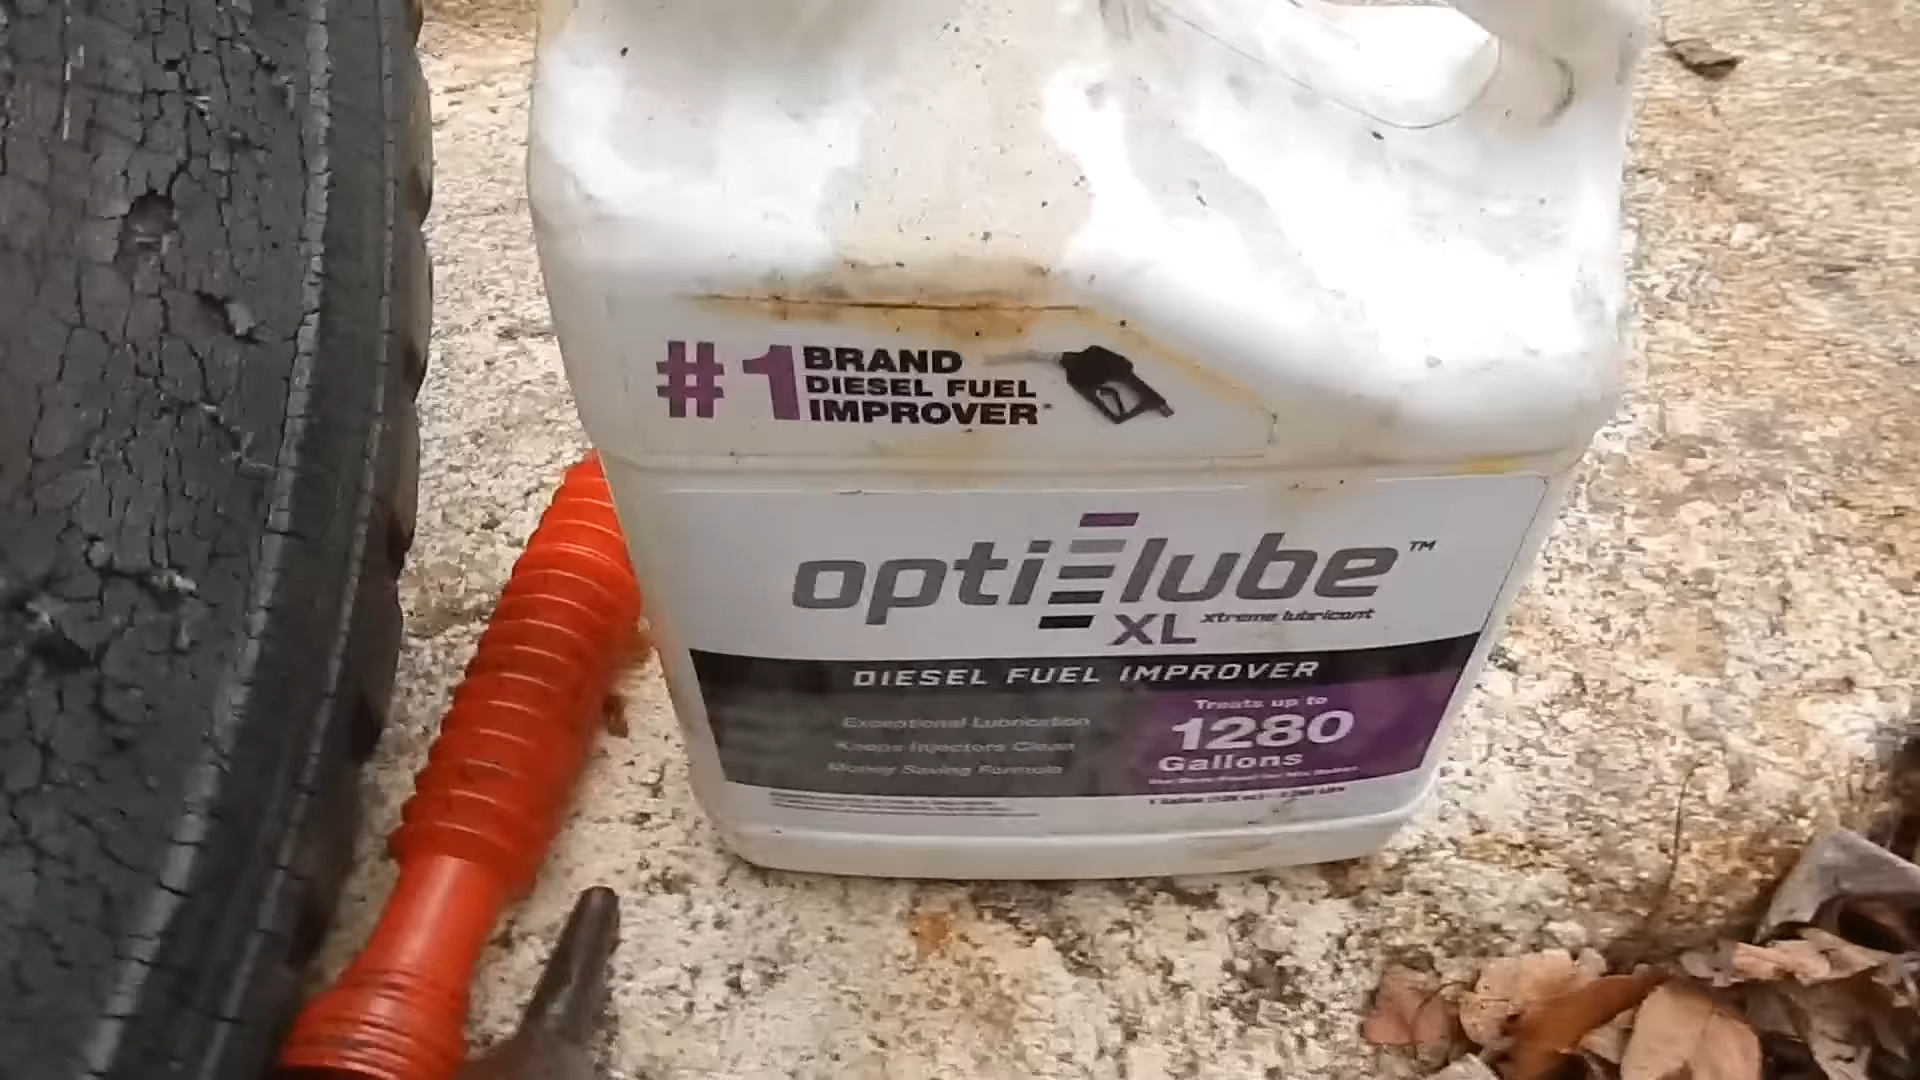 #1 BRAND
DIESEL FUEL
IMPROVER
opti-lube™
XL xtreme lubricant
DIESEL FUEL IMPROVER
Exceptional Lubrication
Keeps Injectors Clean
Money Saving Formula
Treats up to
1280
Gallons